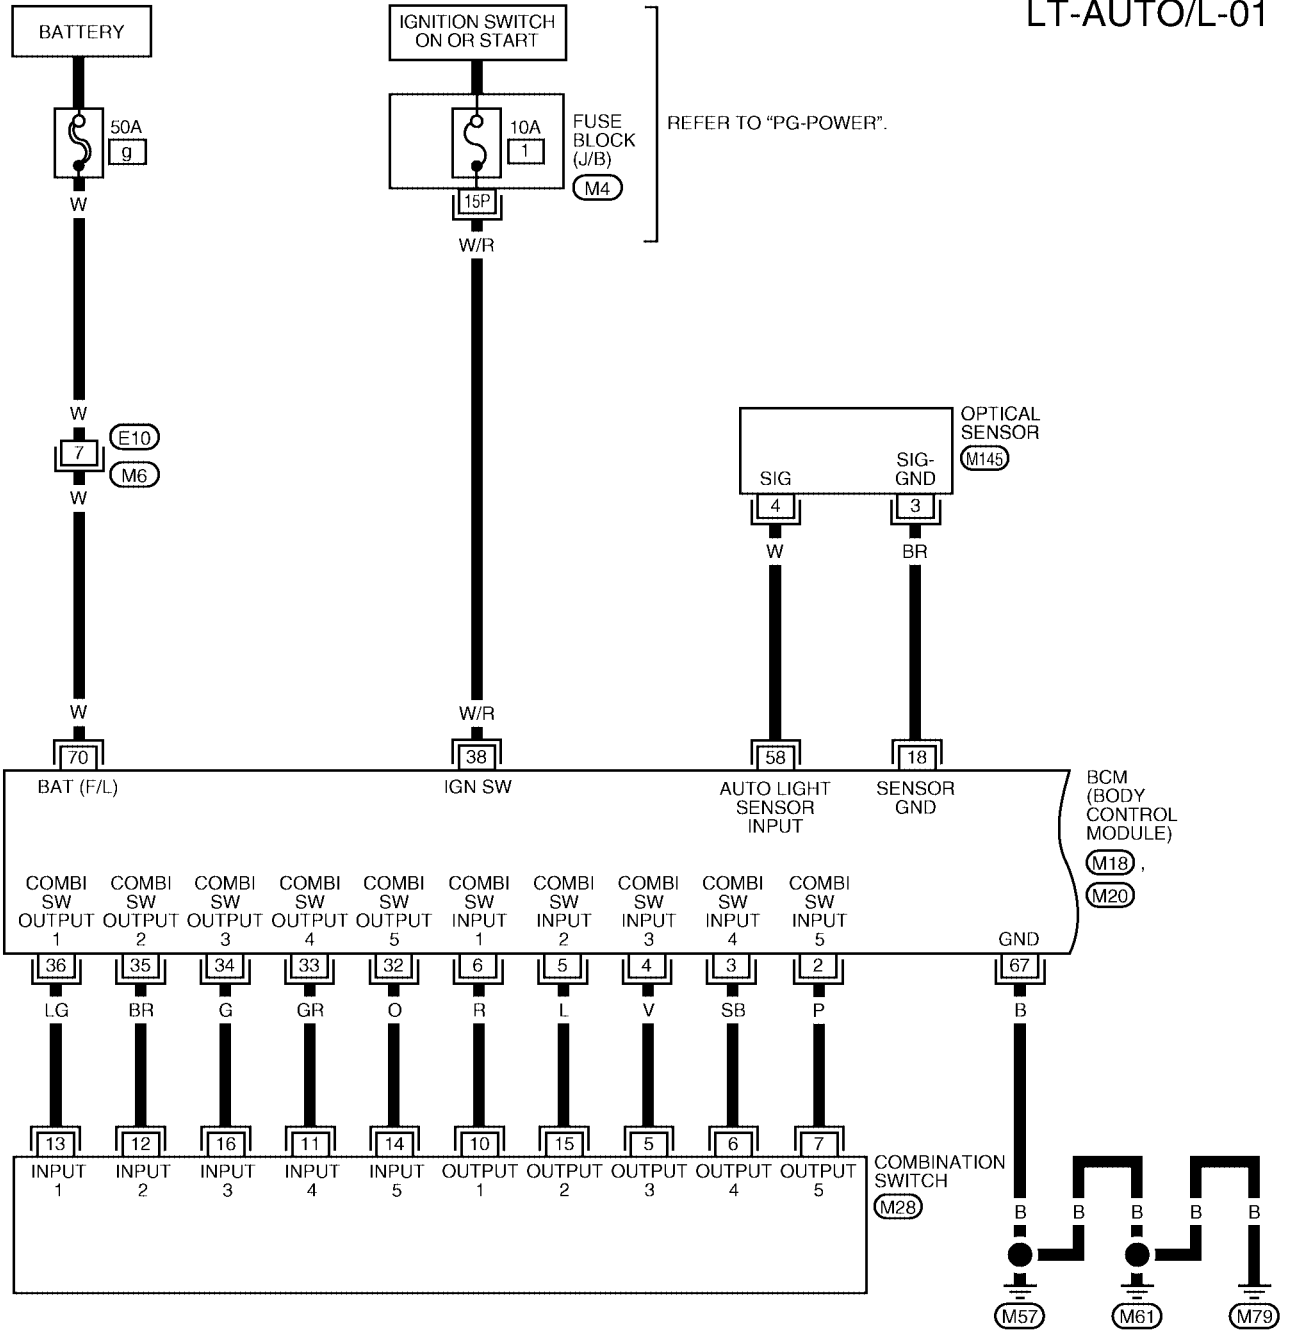 LT-AUTO/L-01
BATTERY
IGNITION SWITCH
ON OR START
50A
g
10A
1
FUSE
BLOCK
(J/B)
M4
REFER TO “PG-POWER”.
15P
W
W/R
W
7
E10
M6
W
OPTICAL
SENSOR
M145
SIG
SIG-
GND
4
3
W
BR
W
W/R
70
38
58
18
BAT (F/L)
IGN SW
AUTO LIGHT
SENSOR
INPUT
SENSOR
GND
BCM
(BODY
CONTROL
MODULE)
M18 ,
M20
COMBI
SW
OUTPUT
1
COMBI
SW
OUTPUT
2
COMBI
SW
OUTPUT
3
COMBI
SW
OUTPUT
4
COMBI
SW
OUTPUT
5
COMBI
SW
INPUT
1
COMBI
SW
INPUT
2
COMBI
SW
INPUT
3
COMBI
SW
INPUT
4
COMBI
SW
INPUT
5
GND
36 35 34 33 32 6 5 4 3 2 67
LG BR G GR O R L V SB P B
13 12 16 11 14 10 15 5 6 7
INPUT
1
INPUT
2
INPUT
3
INPUT
4
INPUT
5
OUTPUT
1
OUTPUT
2
OUTPUT
3
OUTPUT
4
OUTPUT
5
COMBINATION
SWITCH
M28
B B B B B
M57 M61 M79